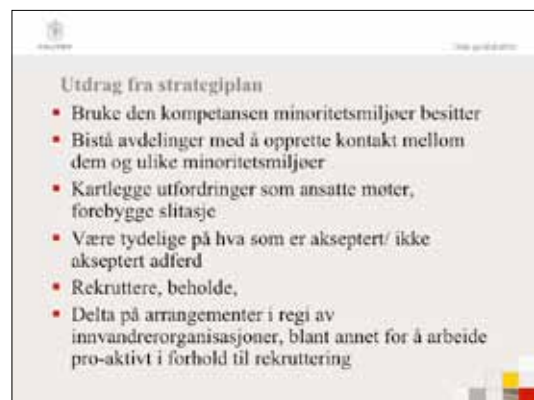 Utdrag fra strategiplan
▪ Bruke den kompetansen minoritetsmiljøer besitter
▪ Bistå avdelinger med å opprette kontakt mellom
dem og ulike minoritetsmiljøer
▪ Kartlegge utfordringer som ansatte møter,
forebygge slitasje
▪ Være tydelige på hva som er akseptert/ ikke
akseptert adferd
▪ Rekruttere, beholde,
▪ Delta på arrangementer i regi av
innvandrerorganisasjoner, blant annet for å arbeide
pro-aktivt i forhold til rekruttering